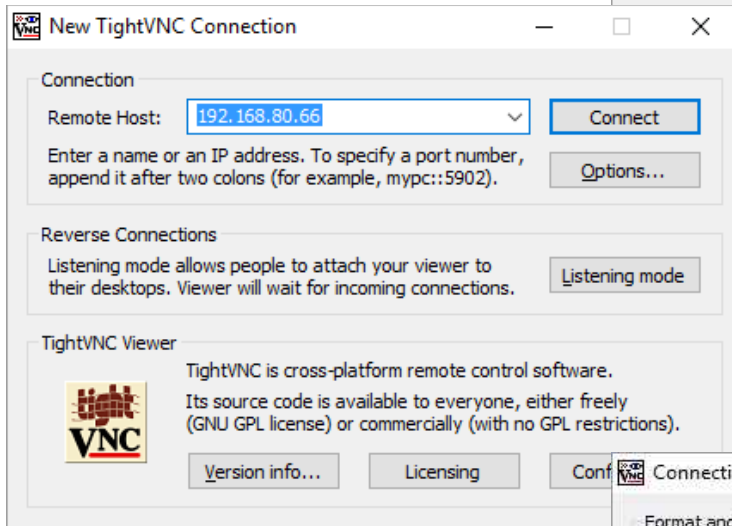 New TightVNC Connection
Connection
Remote Host: 192.168.80.66 Connect
Enter a name or an IP address. To specify a port number,
append it after two colons (for example, mypc::5902). Options...
Reverse Connections
Listening mode allows people to attach your viewer to
their desktops. Viewer will wait for incoming connections. Listening mode
TightVNC Viewer
TightVNC is cross-platform remote control software.
Its source code is available to everyone, either freely
(GNU GPL license) or commercially (with no GPL restrictions).
tight
VNC
Version info... Licensing Conf
Connecti
Format and